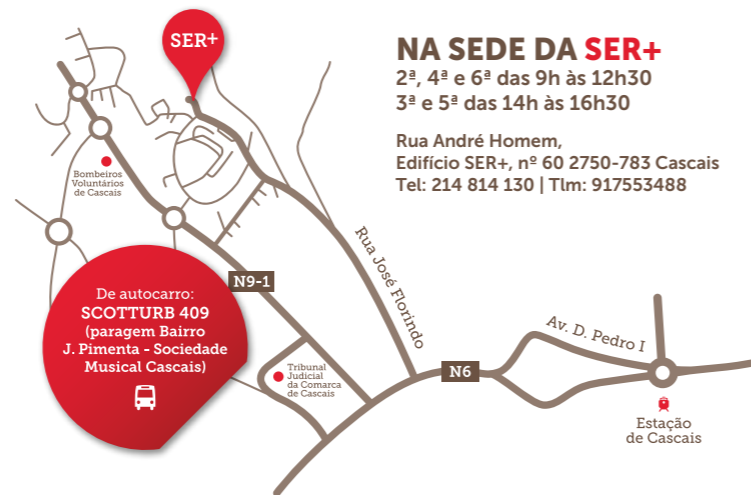 SER+
NA SEDE DA SER+
2ª, 4ª e 6ª das 9h às 12h30
3ª e 5ª das 14h às 16h30
Rua André Homem,
Edifício SER+, nº 60 2750-783 Cascais
Tel: 214 814 130 | Tlm: 917553488
Bombeiros
Voluntários
de Cascais
N9-1
Rua José Florindo
De autocarro:
SCOTTURB 409
(paragem Bairro
J. Pimenta - Sociedade
Musical Cascais)
Tribunal
Judicial
da Comarca
de Cascais
N6
Av. D. Pedro I
Estação
de Cascais